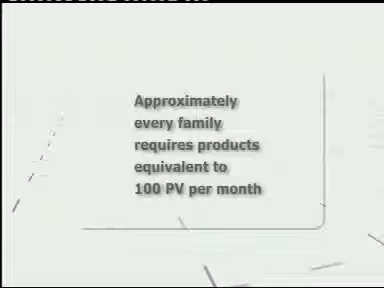 Approximately
every family
requires products
equivalent to
100 PV per month